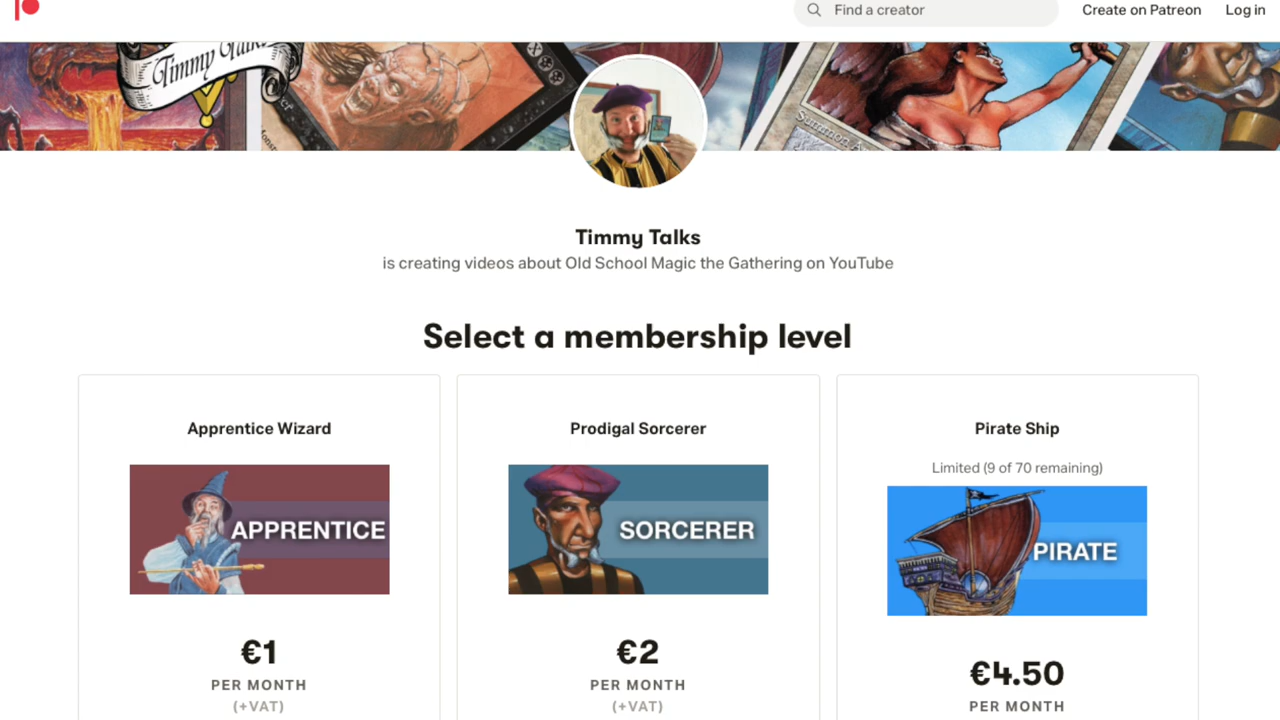 Find a creator
Create on Patreon
Log in
Timmy Talks
Summon An
Timmy Talks
is creating videos about Old School Magic the Gathering on YouTube
Select a membership level
Apprentice Wizard
Prodigal Sorcerer
Pirate Ship
Limited (9 of 70 remaining)
APPRENTICE
SORCERER
PIRATE
€1
PER MONTH
(+VAT)
€2
PER MONTH
(+VAT)
€4.50
PER MONTH